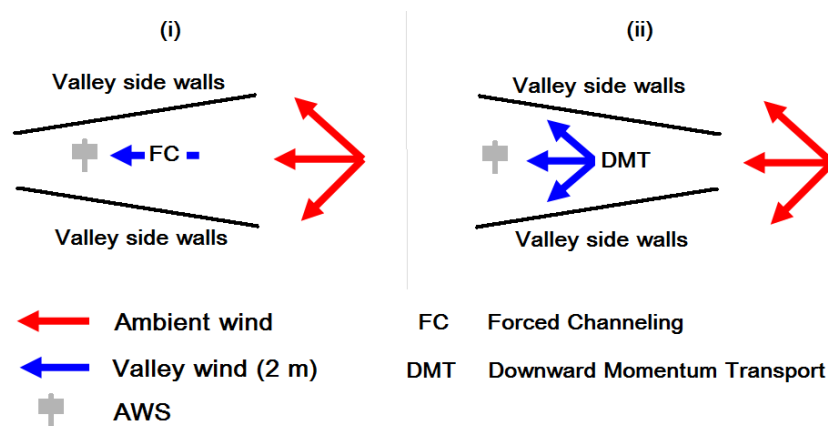 (i)
Valley side walls
FC
Valley side walls
(ii)
Valley side walls
DMT
Valley side walls
Ambient wind
Valley wind (2 m)
AWS
FC Forced Channeling
DMT Downward Momentum Transport